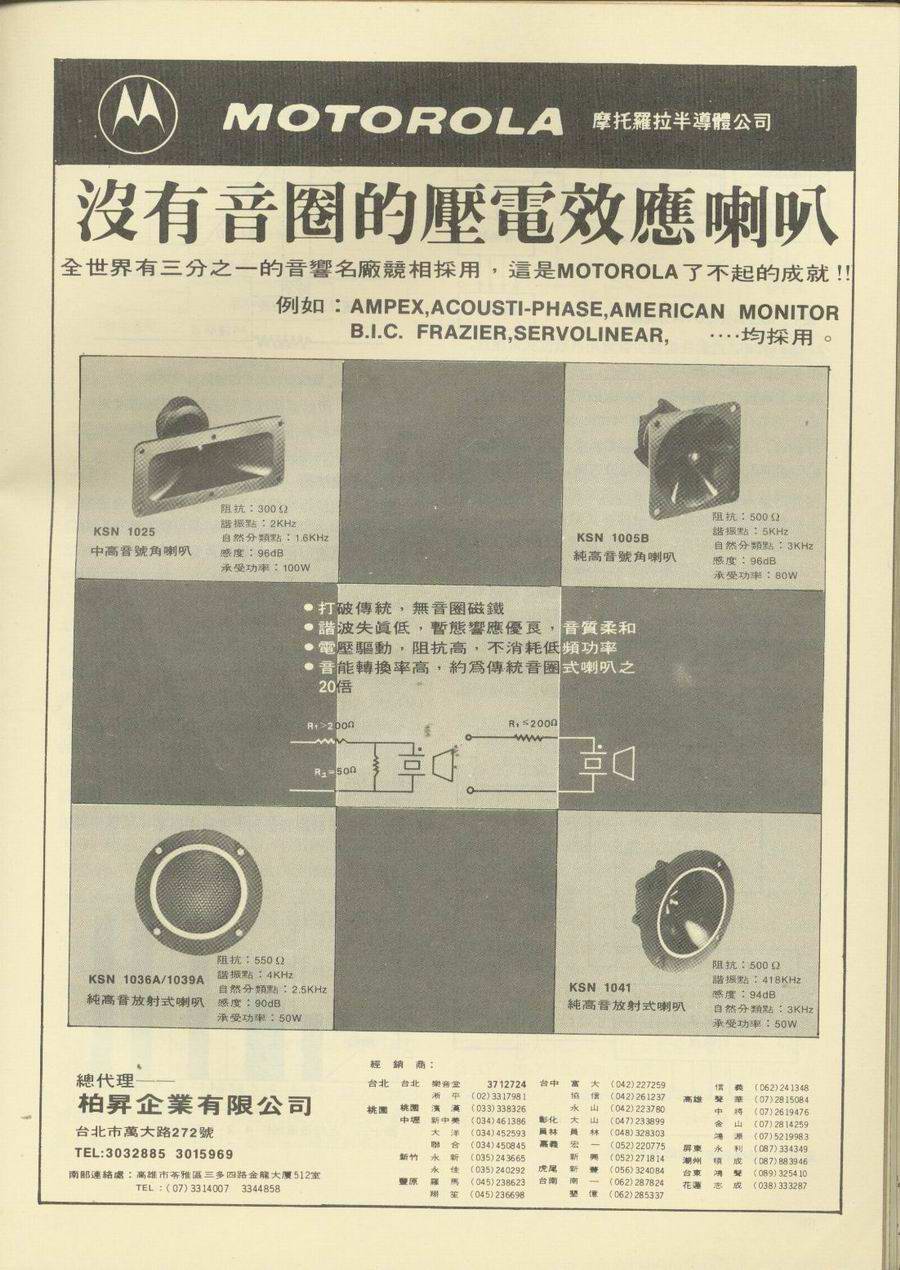 MOTOROLA 摩托羅拉半導體公司
沒有音圈的壓電效應喇叭
全世界有三分之一的音響名廠競相採用，這是MOTOROLA了不起的成就!!
例如：AMPEX,ACOUSTI-PHASE,AMERICAN MONITOR
B.I.C. FRAZIER,SERVOLINEAR, ····均採用。
KSN 1025
中高音號角喇叭
阻抗：300Ω
諧振點：2KHz
自然分類點：1.6KHz
感度：96dB
承受功率：100W
KSN 1005B
純高音號角喇叭
阻抗：500Ω
諧振點：5KHz
自然分類點：3KHz
感度：96dB
承受功率：80W
●打破傳統，無音圈磁鐵
●諧波失眞低，暫態響應優良，音質柔和
●電壓驅動，阻抗高，不消耗低頻功率
●音能轉換率高，約爲傳統音圈式喇叭之
20倍
R₁>200Ω
R₂=50Ω
R₁≤200Ω
KSN 1036A/1039A
純高音放射式喇叭
阻抗：550Ω
諧振點：4KHz
自然分類點：2.5KHz
感度：90dB
承受功率：50W
KSN 1041
純高音放射式喇叭
阻抗：500Ω
諧振點：418KHz
感度：94dB
自然分類點：3KHz
承受功率：50W
總代理——
柏昇企業有限公司
台北市萬大路272號
TEL:3032885 3015969
南部連絡處：高雄市苓雅區三多四路金龍大厦512室
TEL：(07)3314007 3344858
經銷商：
台北 台北 樂音堂 3712724
淅平 (02)3317981
桃園 桃園 濱漢 (033)338326
中壢 新中美 (034)461386
大洋 (034)452593
聯合 (034)450845
新竹 永新 (035)243665
永佳 (035)240292
豐原 羅馬 (045)238623
翔笙 (045)236698
台中 富大 (042)227259
協信 (042)261237
永山 (042)223780
彰化 大山 (047)233899
員林 員林 (048)328303
嘉義 宏一 (052)220775
新興 (052)271814
虎尾 新豐 (056)324084
台南 南一 (062)287824
墾億 (062)285337
信義 (062)241348
高雄 聲華 (07)2815084
中將 (07)2619476
金山 (07)2814259
鴻源 (07)5219983
屏東 永利 (087)334349
潮州 順成 (087)883946
台東 鴻聲 (089)325410
花蓮 志成 (038)333287